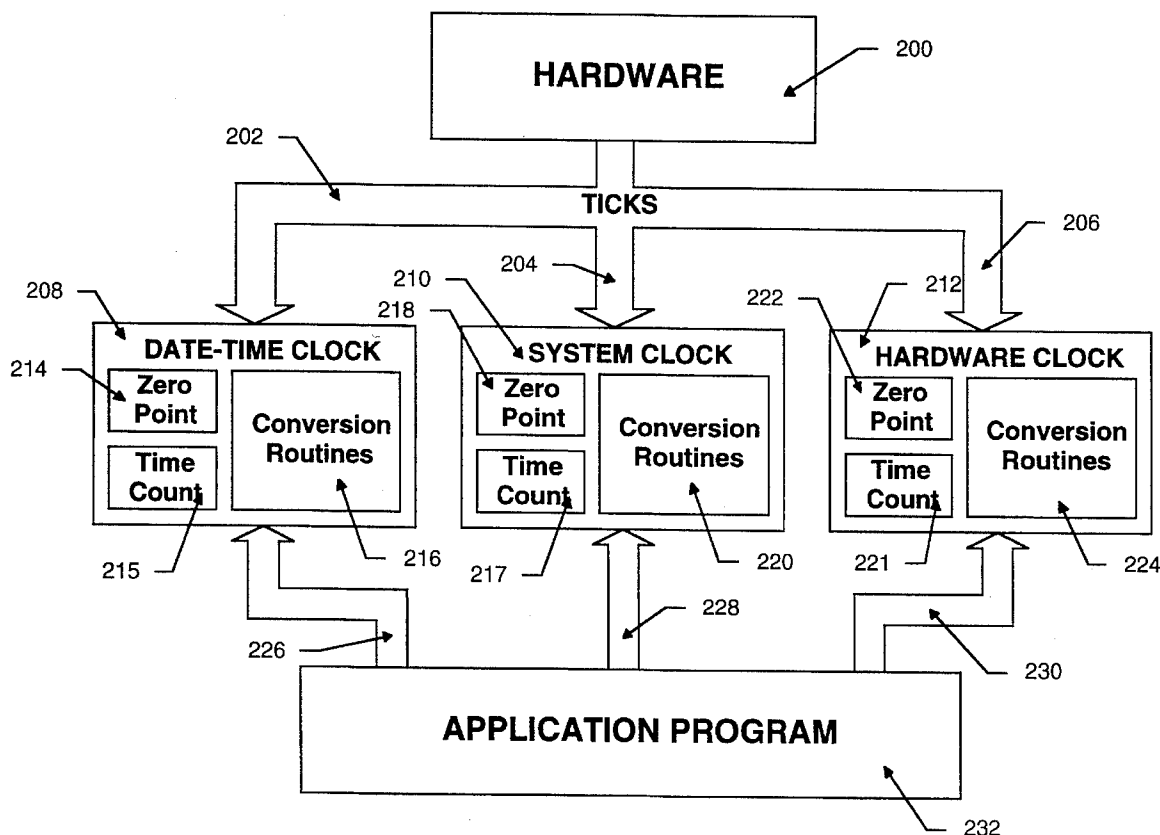 HARDWARE
200
202
TICKS
206
204
208
210
212
218
222
DATE-TIME CLOCK
SYSTEM CLOCK
HARDWARE CLOCK
214
Zero
Point
Conversion
Routines
Time
Count
Zero
Point
Conversion
Routines
Time
Count
Zero
Point
Conversion
Routines
Time
Count
215
216
217
220
221
224
226
228
230
APPLICATION PROGRAM
232